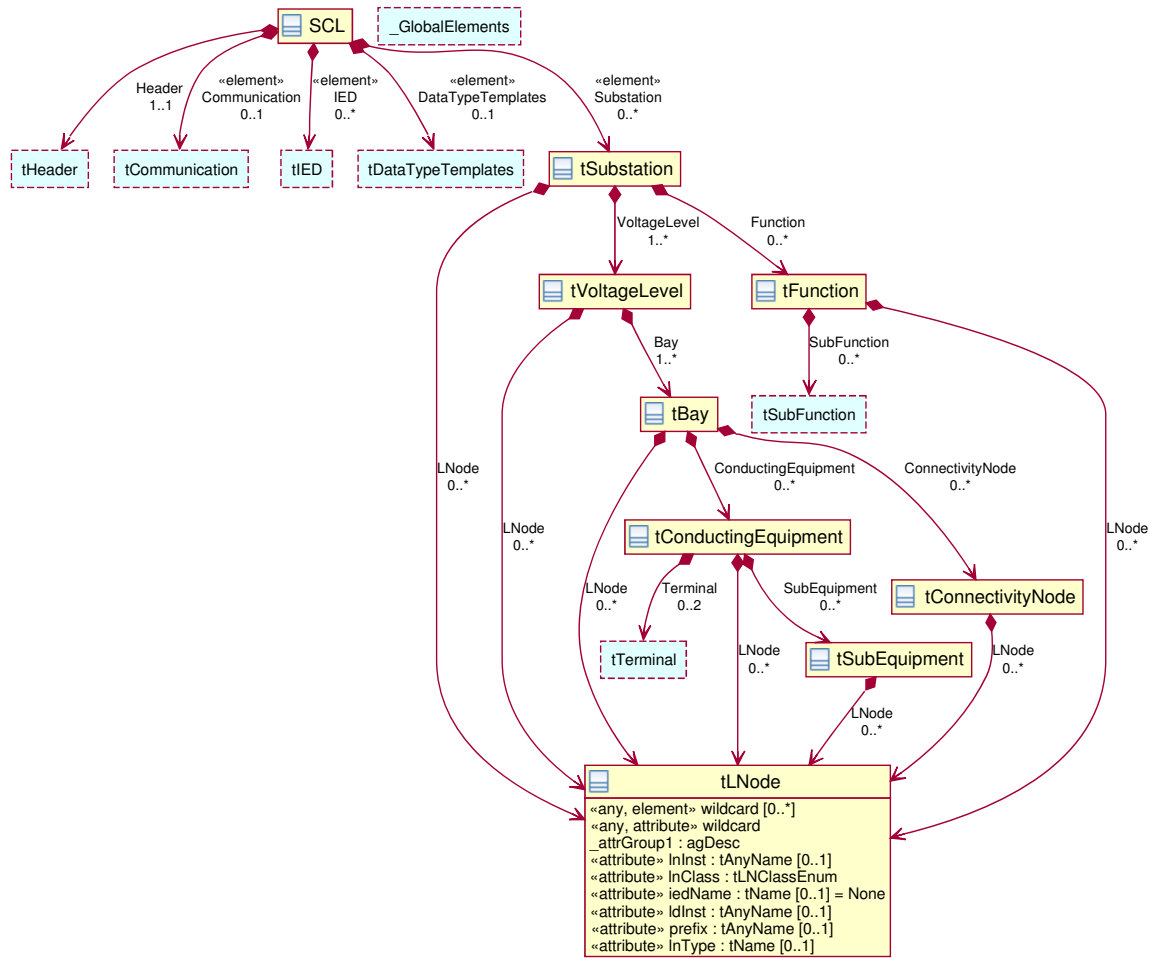 SCL
_GlobalElements
Header
1..1
«element»
Communication
0..1
«element»
IED
0..*
«element»
DataTypeTemplates
0..1
«element»
Substation
0..*
tHeader
tCommunication
tIED
tDataTypeTemplates
tSubstation
VoltageLevel
1..*
Function
0..*
tVoltageLevel
tFunction
Bay
1..*
SubFunction
0..*
tBay
tSubFunction
LNode
0..*
ConductingEquipment
0..*
ConnectivityNode
0..*
LNode
0..*
LNode
0..*
tConductingEquipment
LNode
0..*
Terminal
0..2
SubEquipment
0..*
tConnectivityNode
tTerminal
LNode
0..*
tSubEquipment
LNode
0..*
LNode
0..*
tLNode
«any, element» wildcard [0..*]
«any, attribute» wildcard
_attrGroup1 : agDesc
«attribute» lnInst : tAnyName [0..1]
«attribute» lnClass : tLNClassEnum
«attribute» iedName : tName [0..1] = None
«attribute» ldInst : tAnyName [0..1]
«attribute» prefix : tAnyName [0..1]
«attribute» lnType : tName [0..1]